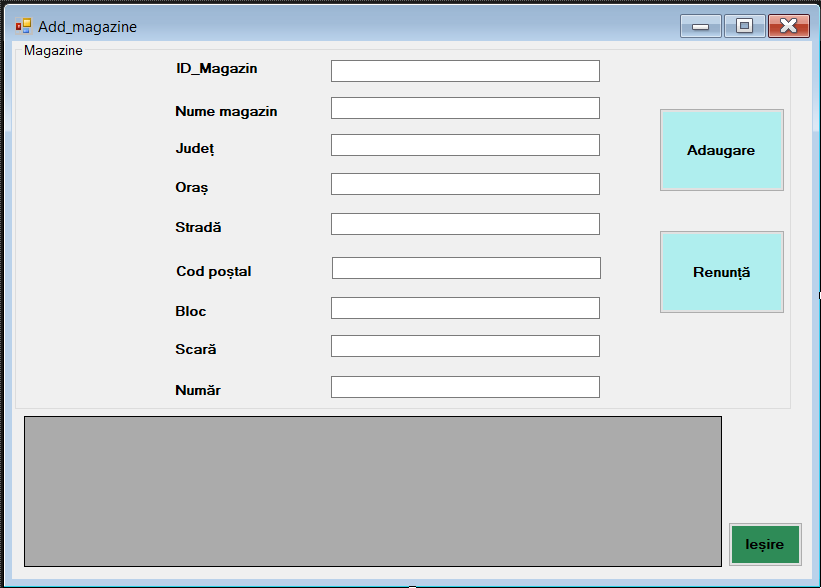 Add_magazine
Magazine
ID_Magazin
Nume magazin
Județ
Oraș
Stradă
Cod poștal
Bloc
Scară
Număr
Adaugare
Renunță
Ieșire